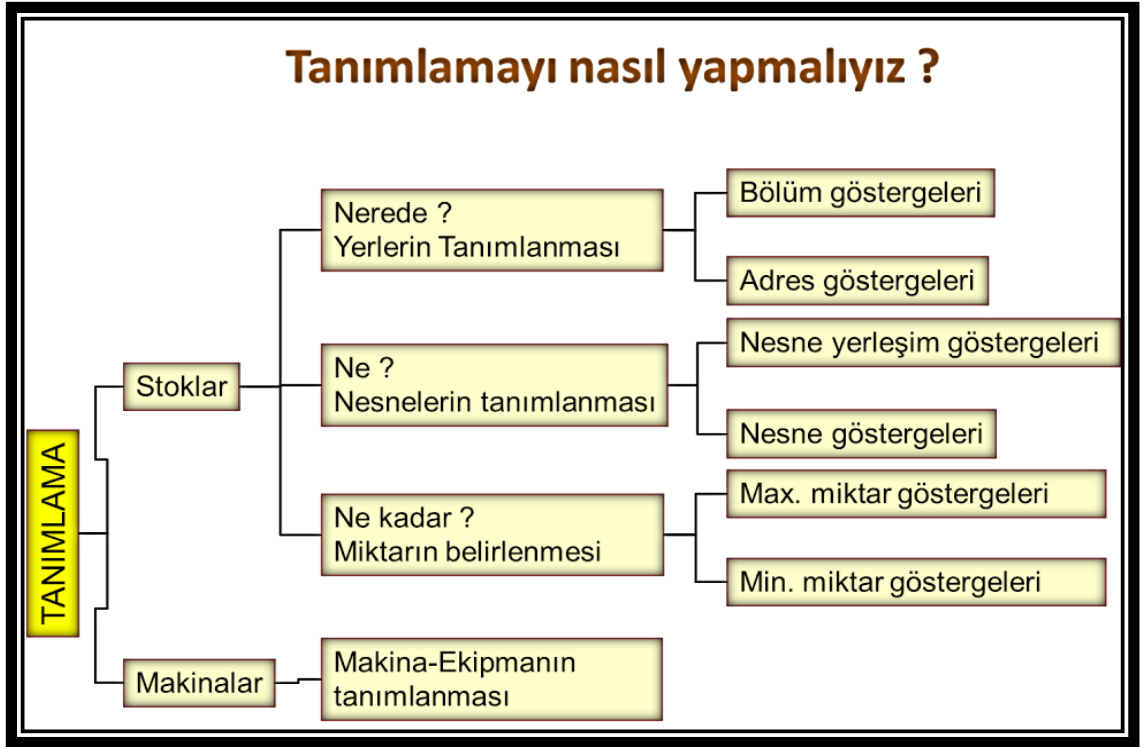 Tanımlamayı nasıl yapmalıyız ?
TANIMLAMA
Stoklar
Nerede ?
Yerlerin Tanımlanması
Bölüm göstergeleri
Adres göstergeleri
Ne ?
Nesnelerin tanımlanması
Nesne yerleşim göstergeleri
Nesne göstergeleri
Ne kadar ?
Miktarın belirlenmesi
Max. miktar göstergeleri
Min. miktar göstergeleri
Makinalar
Makina-Ekipmanın
tanımlanması